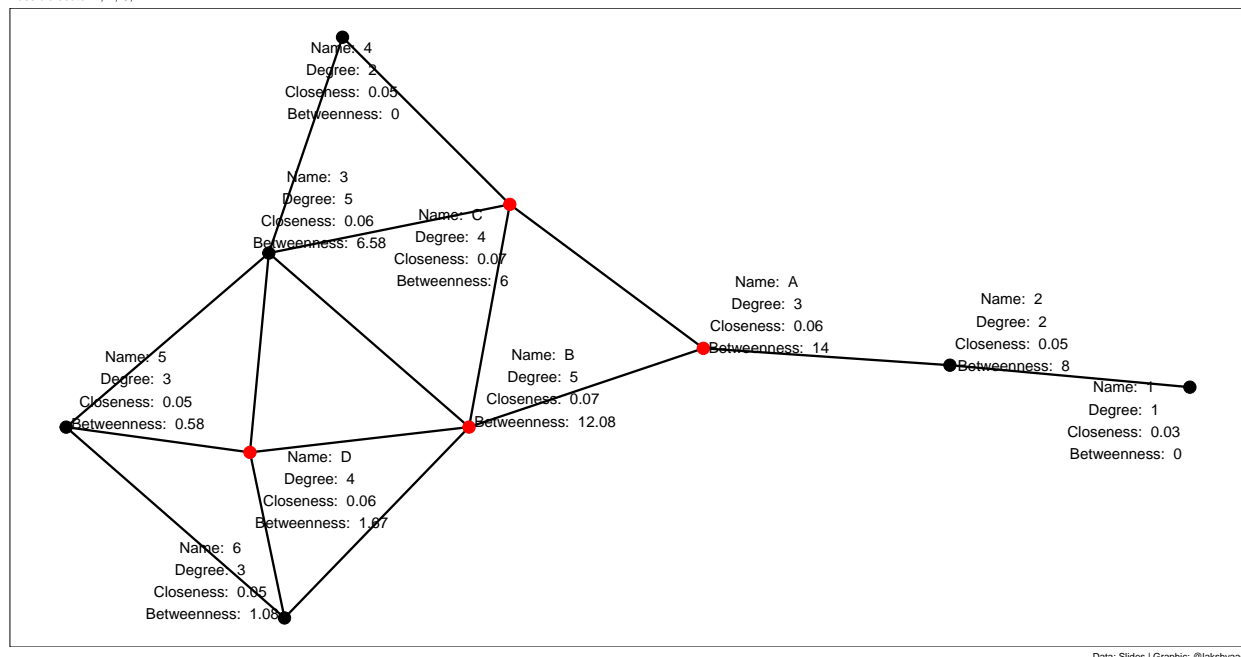 Name: 4
Degree: 2
Closeness: 0.05
Betweenness: 0
Name: 3
Degree: 5
Closeness: 0.06
Betweenness: 6.58
Name: C
Degree: 4
Closeness: 0.07
Betweenness: 6
Name: A
Degree: 3
Closeness: 0.06
Betweenness: 14
Name: 2
Degree: 2
Closeness: 0.05
Betweenness: 8
Name: 5
Degree: 3
Closeness: 0.05
Betweenness: 0.58
Name: B
Degree: 5
Closeness: 0.07
Betweenness: 12.08
Name: 1
Degree: 1
Closeness: 0.03
Betweenness: 0
Name: D
Degree: 4
Closeness: 0.06
Betweenness: 1.67
Name: 6
Degree: 3
Closeness: 0.05
Betweenness: 1.08
Data: Slides | Graphic: